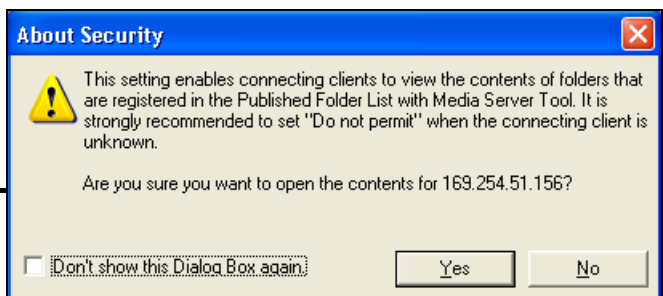 About Security
This setting enables connecting clients to view the contents of folders that
are registered in the Published Folder List with Media Server Tool. It is
strongly recommended to set "Do not permit" when the connecting client is
unknown.
Are you sure you want to open the contents for 169.254.51.156?
Don't show this Dialog Box again.
Yes
No